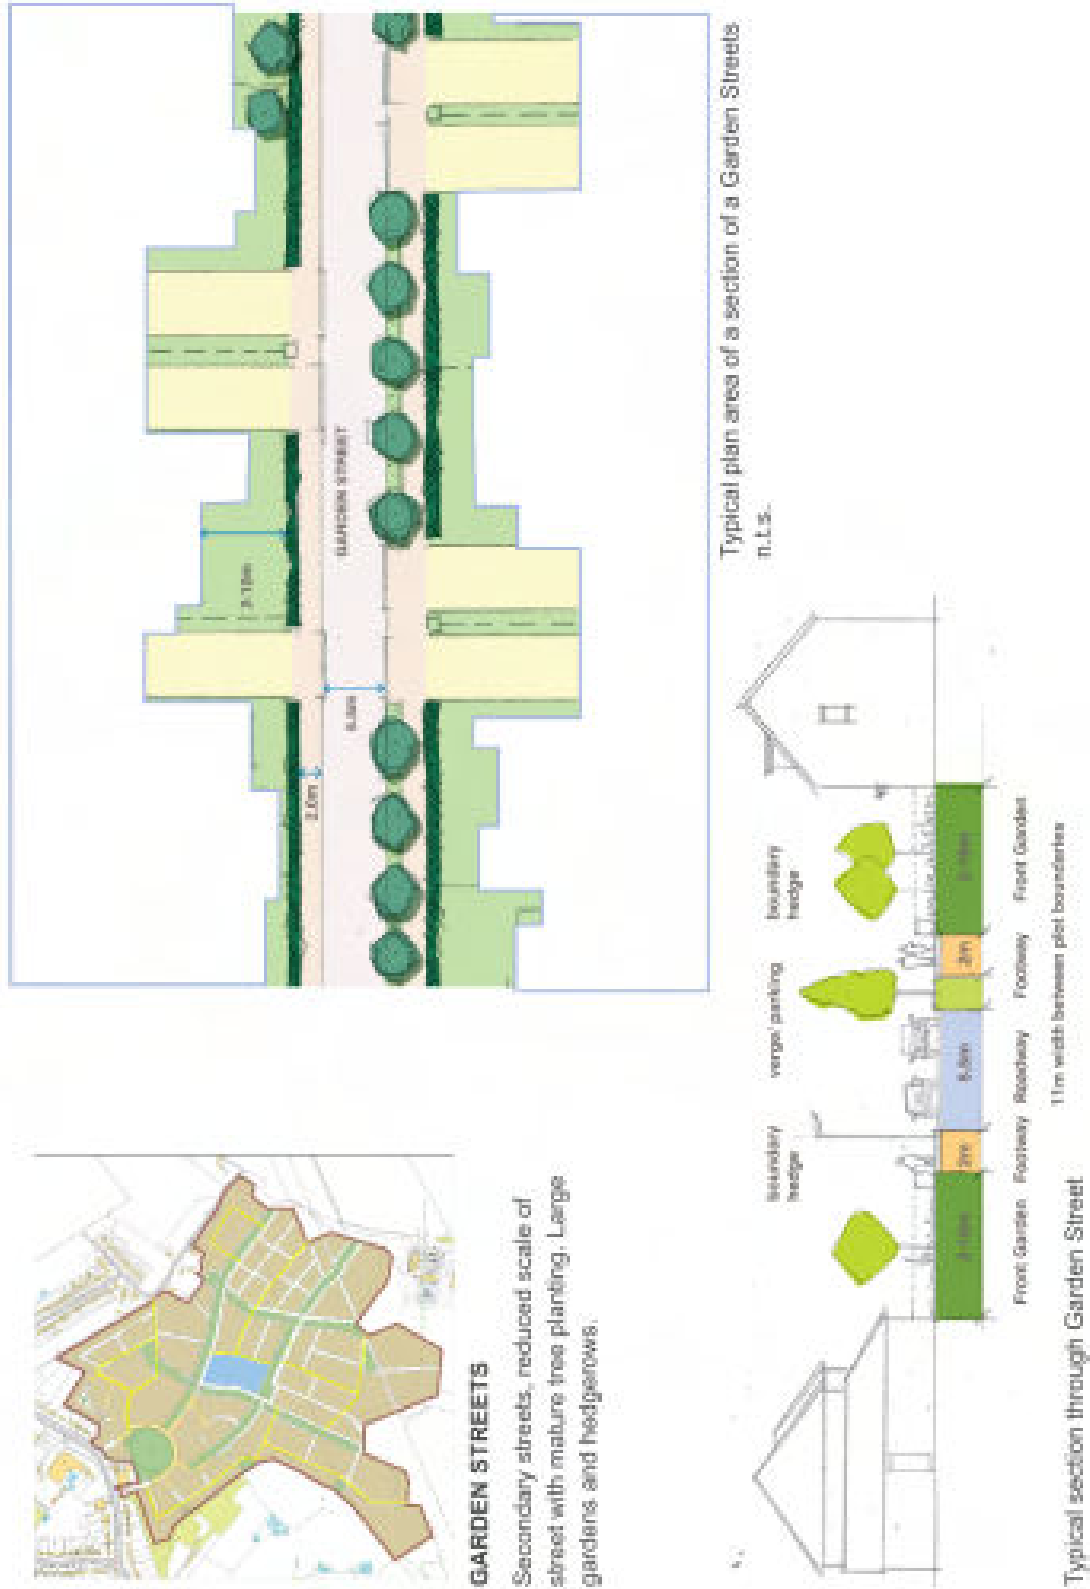 GARDEN STREETS
Secondary streets, reduced scale of
street with mature tree planting. Large
gardens and hedgerows.
2.0m
GARDEN STREET
Typical plan area of a section of a Garden Streets
n.t.s.
boundary
hedge
verge/ parking
boundary
hedge
2m
5.5m
2m
Front Garden
Footway
Roadway
Footway
Front Garden
11m width between plot boundaries
Typical section through Garden Street